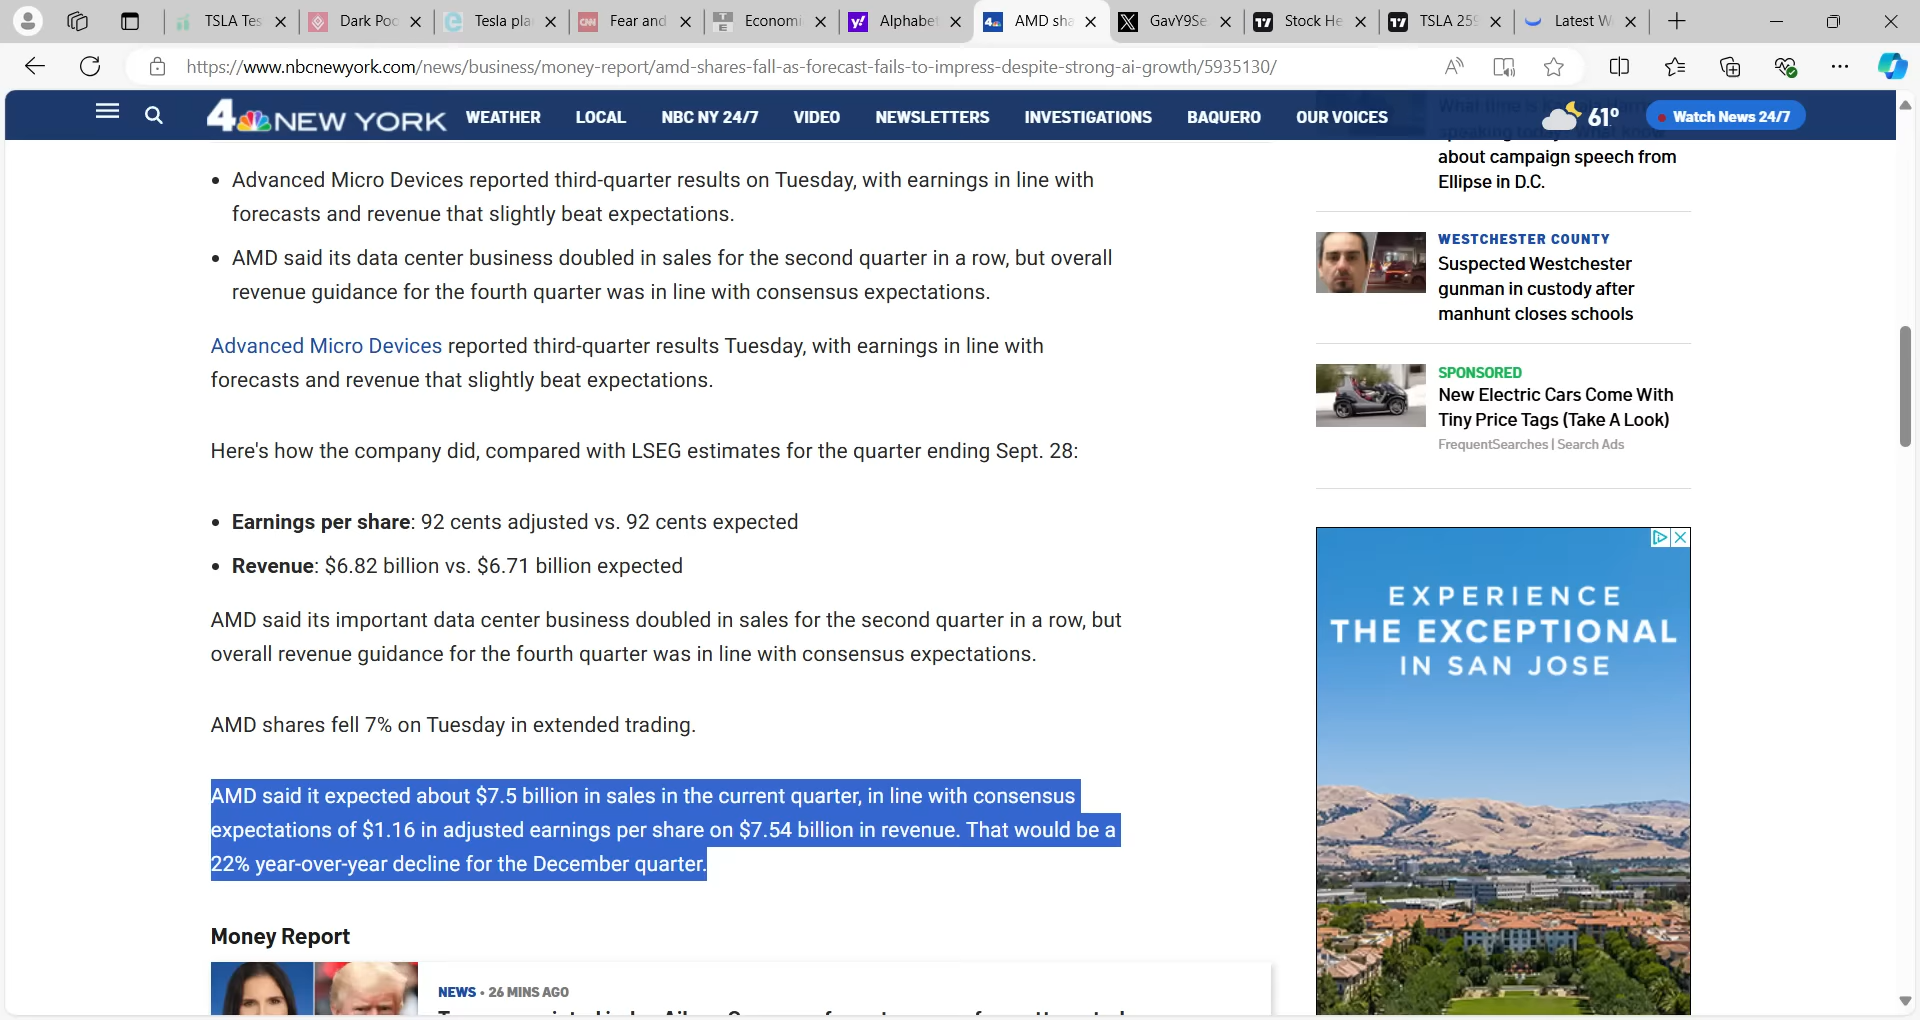 TSLA Tes
Dark Poo
Tesla pla
Fear and
Economi
Alphabe
AMD sha
GavY9Se
Stock He
TSLA 259
Latest W
https://www.nbcnewyork.com/news/business/money-report/amd-shares-fall-as-forecast-fails-to-impress-despite-strong-ai-growth/5935130/
4 NEW YORK
WEATHER
LOCAL
NBC NY 24/7
VIDEO
NEWSLETTERS
INVESTIGATIONS
BAQUERO
OUR VOICES
61º
Watch News 24/7
• Advanced Micro Devices reported third-quarter results on Tuesday, with earnings in line with
forecasts and revenue that slightly beat expectations.
• AMD said its data center business doubled in sales for the second quarter in a row, but overall
revenue guidance for the fourth quarter was in line with consensus expectations.
Advanced Micro Devices reported third-quarter results Tuesday, with earnings in line with
forecasts and revenue that slightly beat expectations.
Here's how the company did, compared with LSEG estimates for the quarter ending Sept. 28:
• Earnings per share: 92 cents adjusted vs. 92 cents expected
• Revenue: $6.82 billion vs. $6.71 billion expected
AMD said its important data center business doubled in sales for the second quarter in a row, but
overall revenue guidance for the fourth quarter was in line with consensus expectations.
AMD shares fell 7% on Tuesday in extended trading.
AMD said it expected about $7.5 billion in sales in the current quarter, in line with consensus
expectations of $1.16 in adjusted earnings per share on $7.54 billion in revenue. That would be a
22% year-over-year decline for the December quarter.
Money Report
NEWS • 26 MINS AGO
about campaign speech from
Ellipse in D.C.
WESTCHESTER COUNTY
Suspected Westchester
gunman in custody after
manhunt closes schools
SPONSORED
New Electric Cars Come With
Tiny Price Tags (Take A Look)
FrequentSearches | Search Ads
EXPERIENCE
THE EXCEPTIONAL
IN SAN JOSE